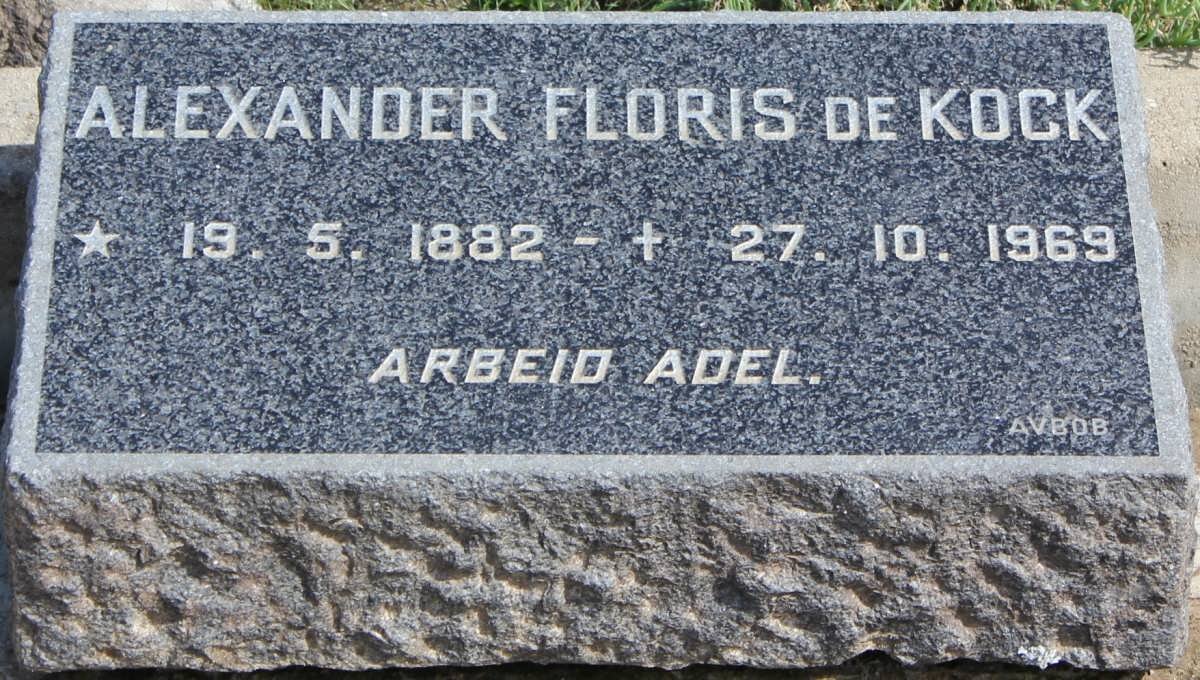 ALEXANDER FLORIS DE KOCK
★ 19. 5. 1882 - † 27. 10. 1969
ARBEID ADEL.
AVBOB